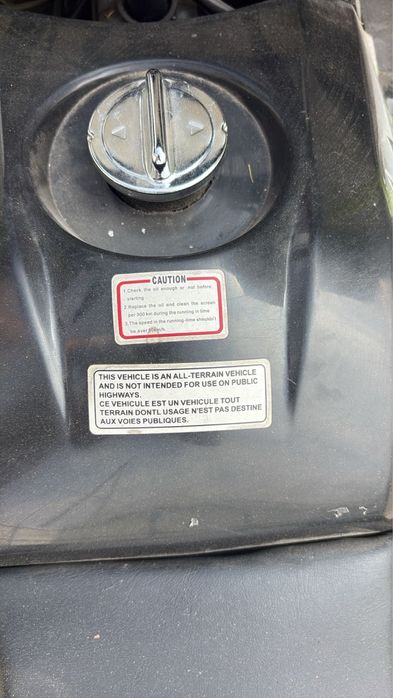 CAUTION
1.Check the oil enough or not before
starting
2.Replace the oil and clean the screen
per 300 km during the running in time
3.The speed in the running-time shouldn't
be over
THIS VEHICLE IS AN ALL-TERRAIN VEHICLE
AND IS NOT INTENDED FOR USE ON PUBLIC
HIGHWAYS.
CE VEHICULE EST UN VEHICULE TOUT
TERRAIN DONTL USAGE N'EST PAS DESTINE
AUX VOIES PUBLIQUES.